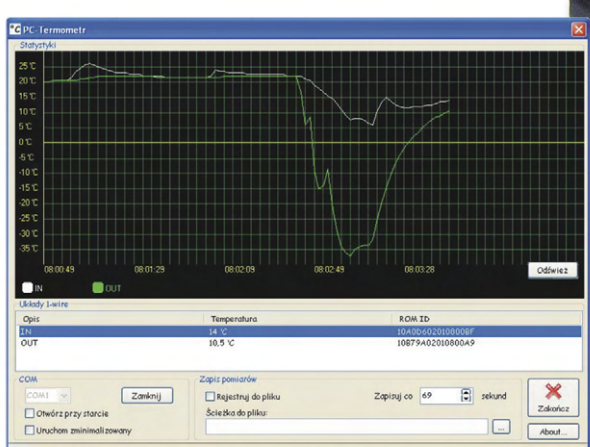 °C PC-Termometr
Statystyki
25°C
20°C
15°C
10°C
5°C
0°C
-5°C
-10°C
-15°C
-20°C
-25°C
-30°C
-35°C
08:00:49 08:01:29 08:02:09 08:02:49 08:03:28
Odśwież
IN OUT
Układy 1-wire
Opis Temperatura ROM ID
IN 14 °C 10A0D6020108008F
OUT 10,5 °C 10B79A02010800A9
COM
COM1 Zamknij
Otwórz przy starcie
Uruchom zminimalizowany
Zapis pomiarów
Rejestruj do pliku Zapisuj co 69 sekund
Ścieżka do pliku:
...
Zakończ
About...